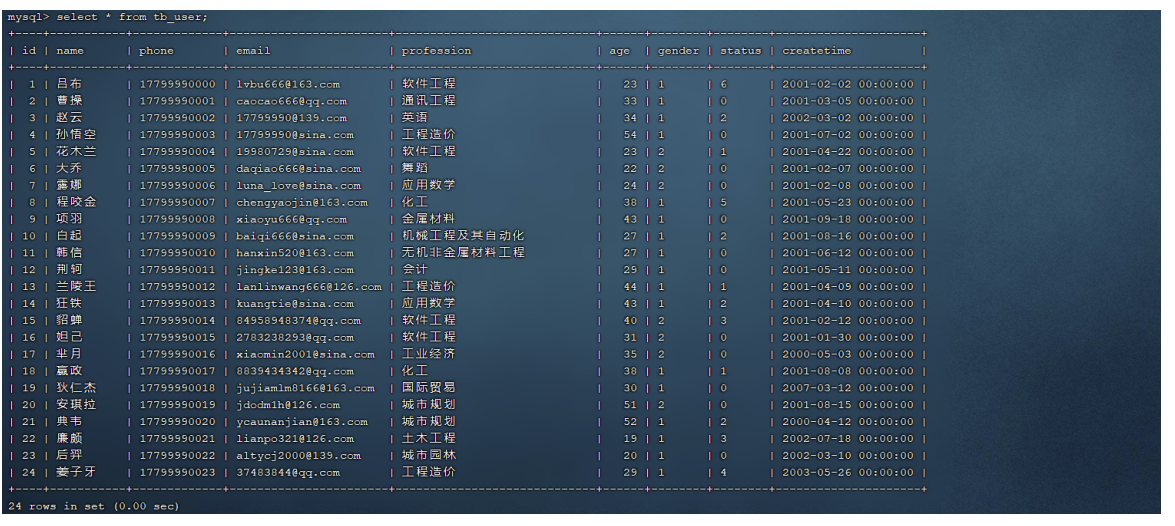 mysql> select * from tb_user;
+----+-----------+-------------+-----------------------+--------------------------+------+--------+--------+---------------------+
| id | name | phone | email | profession | age | gender | status | createtime |
+----+-----------+-------------+-----------------------+--------------------------+------+--------+--------+---------------------+
| 1 | 吕布 | 17799990000 | lvbu666@163.com | 软件工程 | 23 | 1 | 6 | 2001-02-02 00:00:00 |
| 2 | 曹操 | 17799990001 | caocao666@qq.com | 通讯工程 | 33 | 1 | 0 | 2001-03-05 00:00:00 |
| 3 | 赵云 | 17799990002 | 17799990@139.com | 英语 | 34 | 1 | 2 | 2002-03-02 00:00:00 |
| 4 | 孙悟空 | 17799990003 | 17799990@sina.com | 工程造价 | 54 | 1 | 0 | 2001-07-02 00:00:00 |
| 5 | 花木兰 | 17799990004 | 19980729@sina.com | 软件工程 | 23 | 2 | 1 | 2001-04-22 00:00:00 |
| 6 | 大乔 | 17799990005 | daqiao666@sina.com | 舞蹈 | 22 | 2 | 0 | 2001-02-07 00:00:00 |
| 7 | 露娜 | 17799990006 | luna_love@sina.com | 应用数学 | 24 | 2 | 0 | 2001-02-08 00:00:00 |
| 8 | 程咬金 | 17799990007 | chengyaojin@163.com | 化工 | 38 | 1 | 5 | 2001-05-23 00:00:00 |
| 9 | 项羽 | 17799990008 | xiaoyu666@qq.com | 金属材料 | 43 | 1 | 0 | 2001-09-18 00:00:00 |
| 10 | 白起 | 17799990009 | baiqi666@sina.com | 机械工程及其自动化 | 27 | 1 | 2 | 2001-08-16 00:00:00 |
| 11 | 韩信 | 17799990010 | hanxin520@163.com | 无机非金属材料工程 | 27 | 1 | 0 | 2001-06-12 00:00:00 |
| 12 | 荆轲 | 17799990011 | jingke123@163.com | 会计 | 29 | 1 | 0 | 2001-05-11 00:00:00 |
| 13 | 兰陵王 | 17799990012 | lanlinwang666@126.com | 工程造价 | 44 | 1 | 1 | 2001-04-09 00:00:00 |
| 14 | 狂铁 | 17799990013 | kuangtie@sina.com | 应用数学 | 43 | 1 | 2 | 2001-04-10 00:00:00 |
| 15 | 貂蝉 | 17799990014 | 84958948374@qq.com | 软件工程 | 40 | 2 | 3 | 2001-02-12 00:00:00 |
| 16 | 妲己 | 17799990015 | 2783238293@qq.com | 软件工程 | 31 | 2 | 0 | 2001-01-30 00:00:00 |
| 17 | 芈月 | 17799990016 | xiaomin2001@sina.com | 工业经济 | 35 | 2 | 0 | 2000-05-03 00:00:00 |
| 18 | 嬴政 | 17799990017 | 8839434342@qq.com | 化工 | 38 | 1 | 1 | 2001-08-08 00:00:00 |
| 19 | 狄仁杰 | 17799990018 | jujiamlm8166@163.com | 国际贸易 | 30 | 1 | 0 | 2007-03-12 00:00:00 |
| 20 | 安琪拉 | 17799990019 | jdodm1h@126.com | 城市规划 | 51 | 2 | 0 | 2001-08-15 00:00:00 |
| 21 | 典韦 | 17799990020 | ycaunanjian@163.com | 城市规划 | 52 | 1 | 2 | 2000-04-12 00:00:00 |
| 22 | 廉颇 | 17799990021 | lianpo321@126.com | 土木工程 | 19 | 1 | 3 | 2002-07-18 00:00:00 |
| 23 | 后羿 | 17799990022 | altycj2000@139.com | 城市园林 | 20 | 1 | 0 | 2002-03-10 00:00:00 |
| 24 | 姜子牙 | 17799990023 | 37483844@qq.com | 工程造价 | 29 | 1 | 4 | 2003-05-26 00:00:00 |
+----+-----------+-------------+-----------------------+--------------------------+------+--------+--------+---------------------+
24 rows in set (0.00 sec)